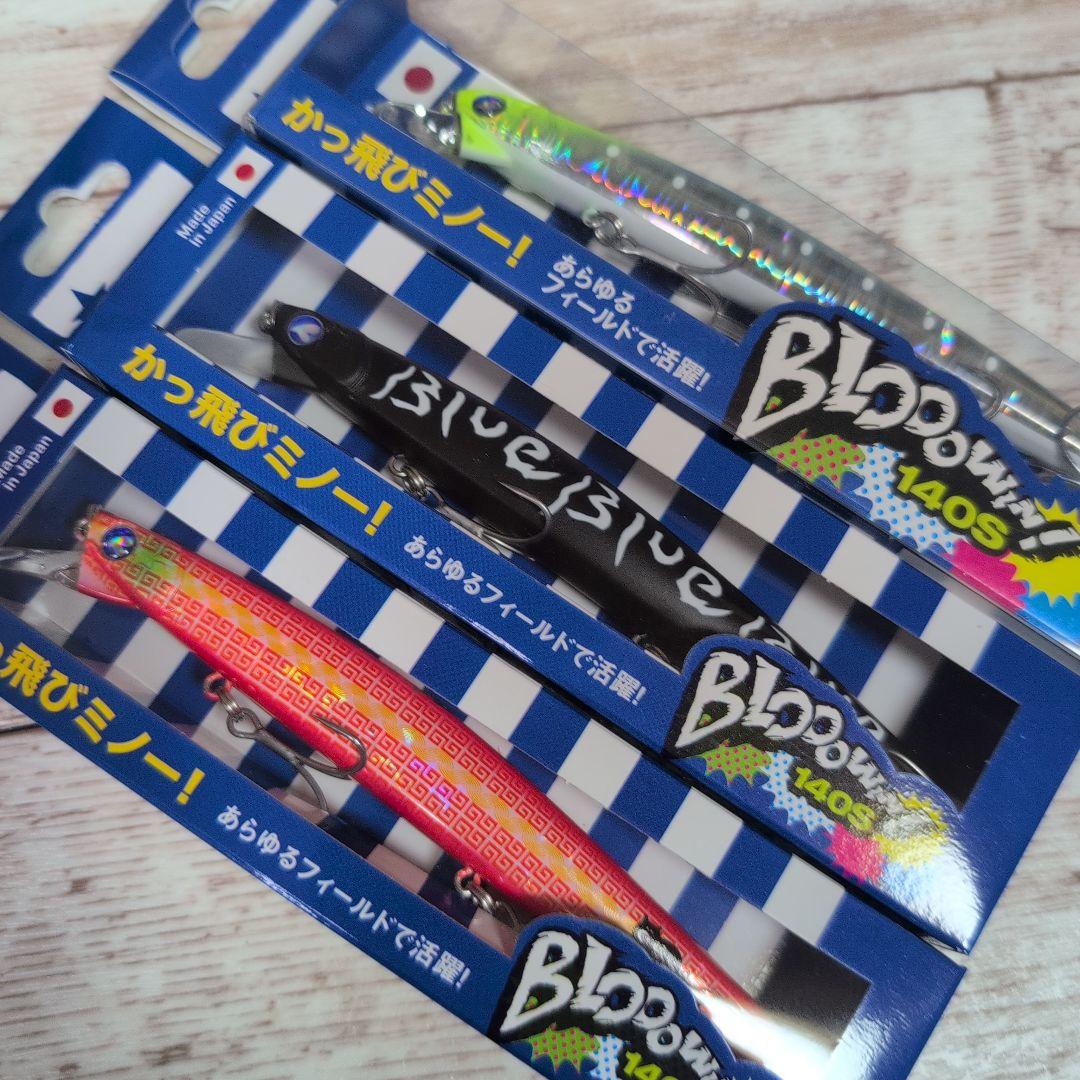 かっ飛びミノー!
あらゆる
フィールドで活躍!
BLOOOWIN!
140S
Made
in Japan
Blue Blue
かっ飛びミノー!
あらゆるフィールドで活躍!
BLOOOWIN
140S
Made
in Japan
飛びミノー!
あらゆるフィールドで活躍!
BLOOOWIN
140S